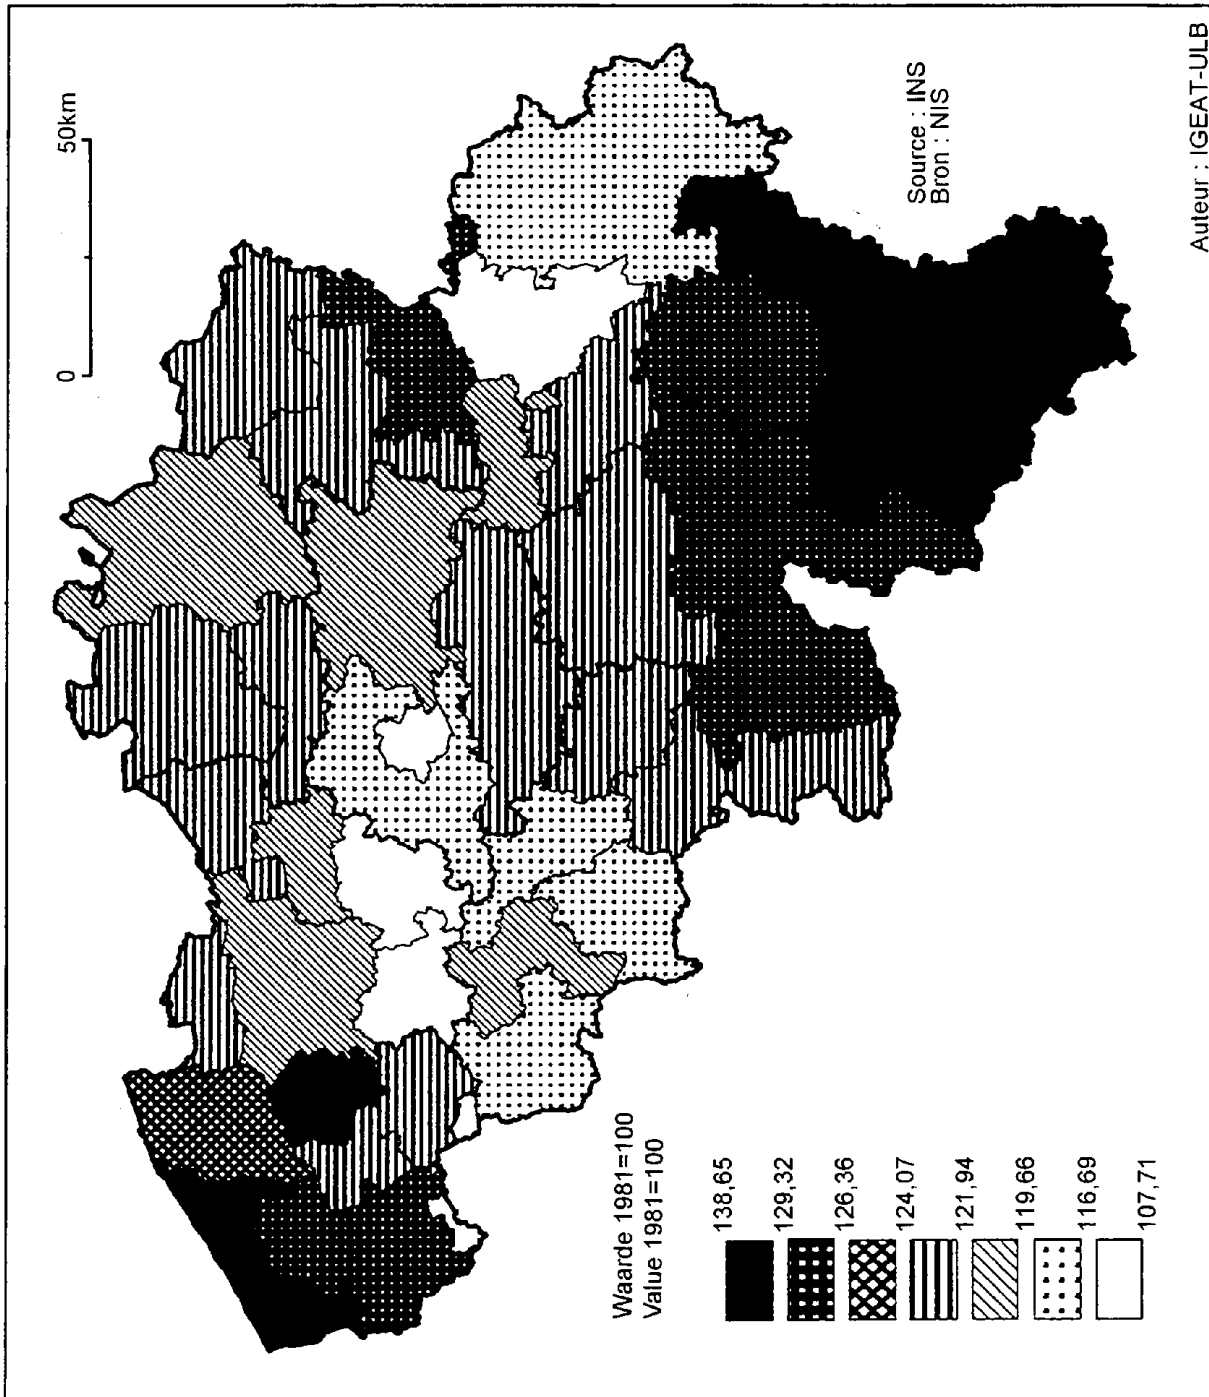 0 50km
Source : INS
Bron : NIS
Auteur : IGEAT-ULB
Waarde 1981=100
Value 1981=100
138,65
129,32
126,36
124,07
121,94
119,66
116,69
107,71